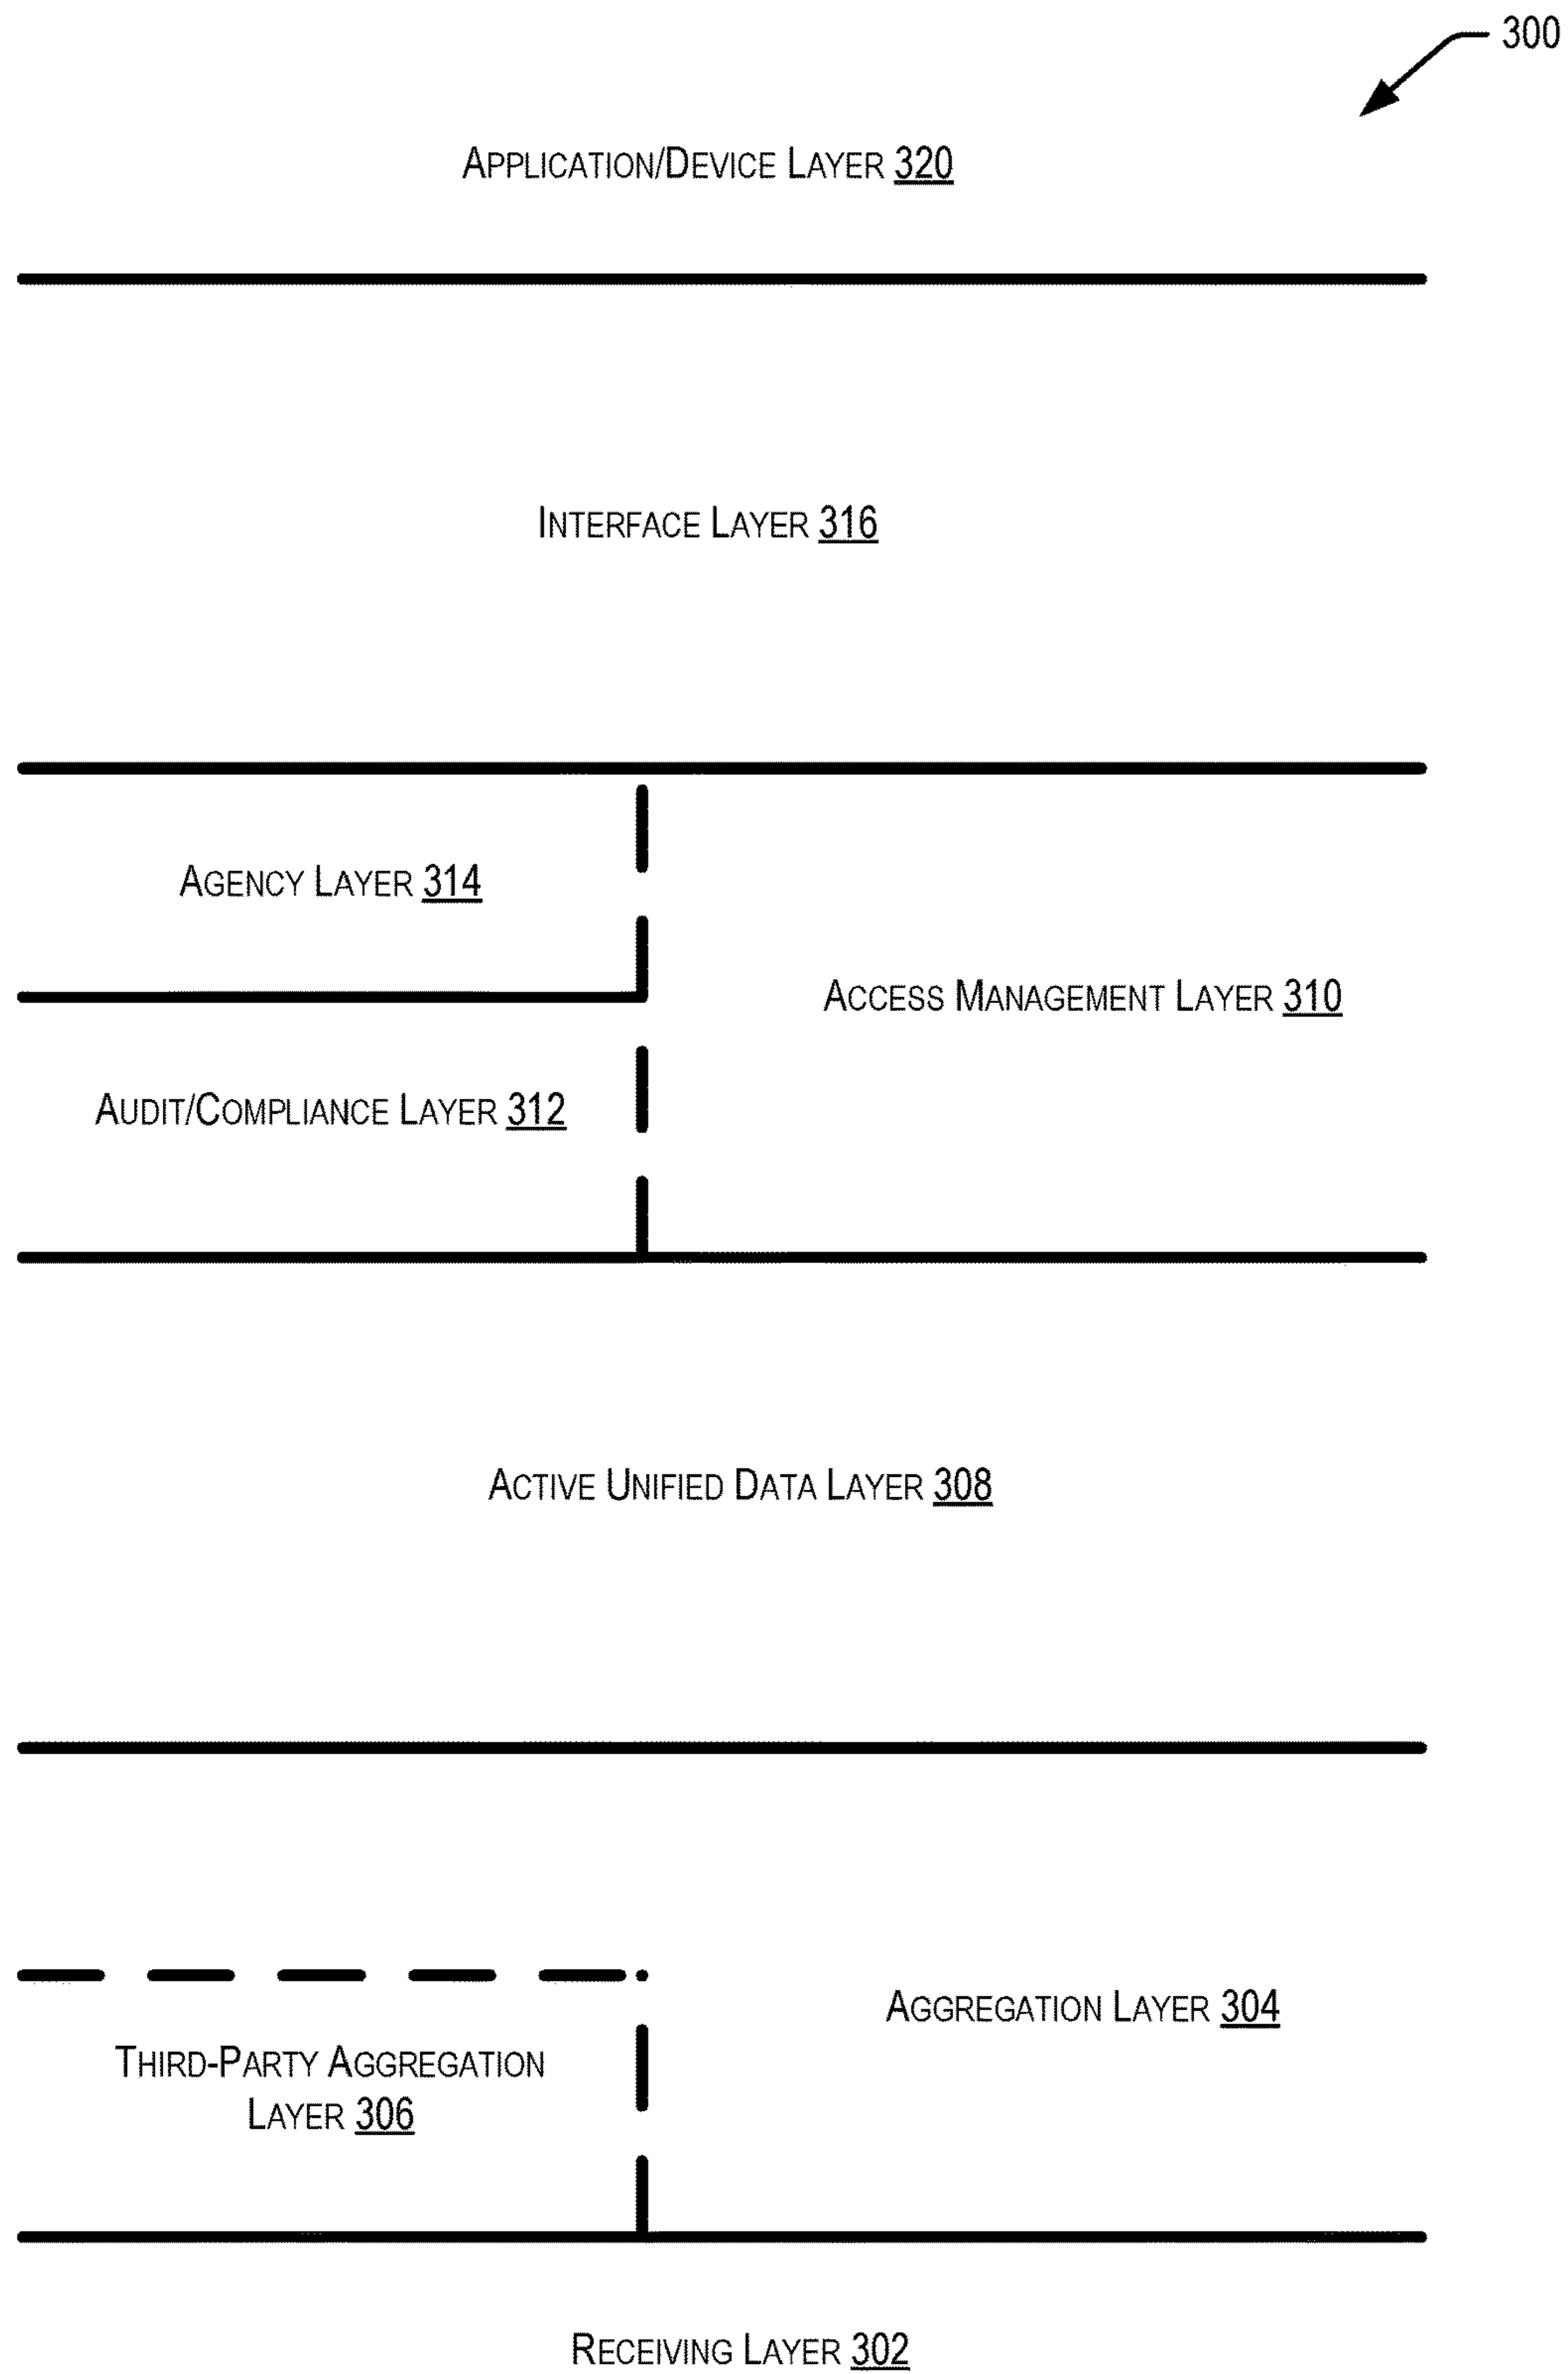 300
Application/Device Layer 320
Interface Layer 316
Agency Layer 314
Access Management Layer 310
Audit/Compliance Layer 312
Active Unified Data Layer 308
Aggregation Layer 304
Third-Party Aggregation
Layer 306
Receiving Layer 302